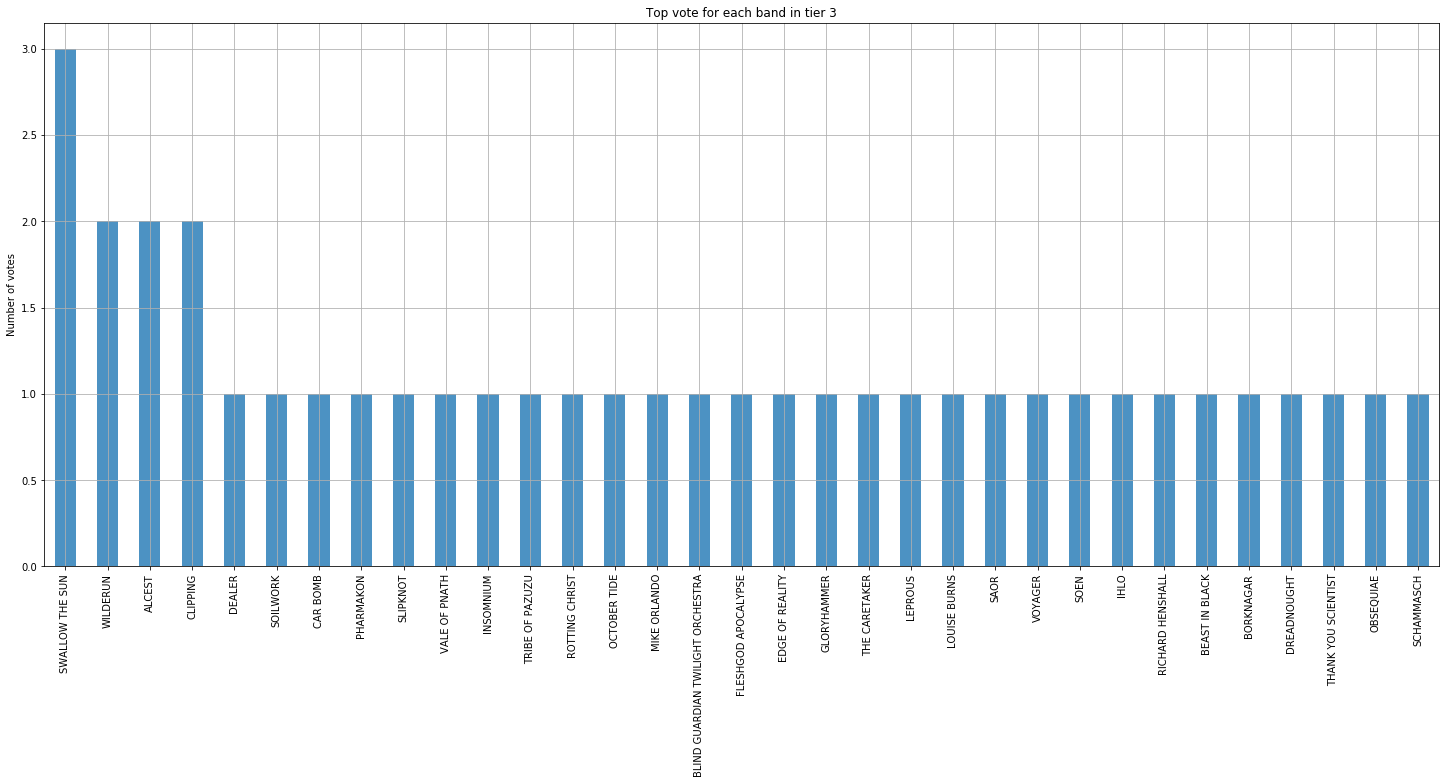 Top vote for each band in tier 3
Number of votes
3.0
2.5
2.0
1.5
1.0
0.5
0.0
SWALLOW THE SUN
WILDERUN
ALCEST
CLIPPING
DEALER
SOILWORK
CAR BOMB
PHARMAKON
SLIPKNOT
VALE OF PNATH
INSOMNIUM
TRIBE OF PAZUZU
ROTTING CHRIST
OCTOBER TIDE
MIKE ORLANDO
BLIND GUARDIAN TWILIGHT ORCHESTRA
FLESHGOD APOCALYPSE
EDGE OF REALITY
GLORYHAMMER
THE CARETAKER
LEPROUS
LOUISE BURNS
SAOR
VOYAGER
SOEN
IHLO
RICHARD HENSHALL
BEAST IN BLACK
BORKNAGAR
DREADNOUGHT
THANK YOU SCIENTIST
OBSEQUIAE
SCHAMMASCH